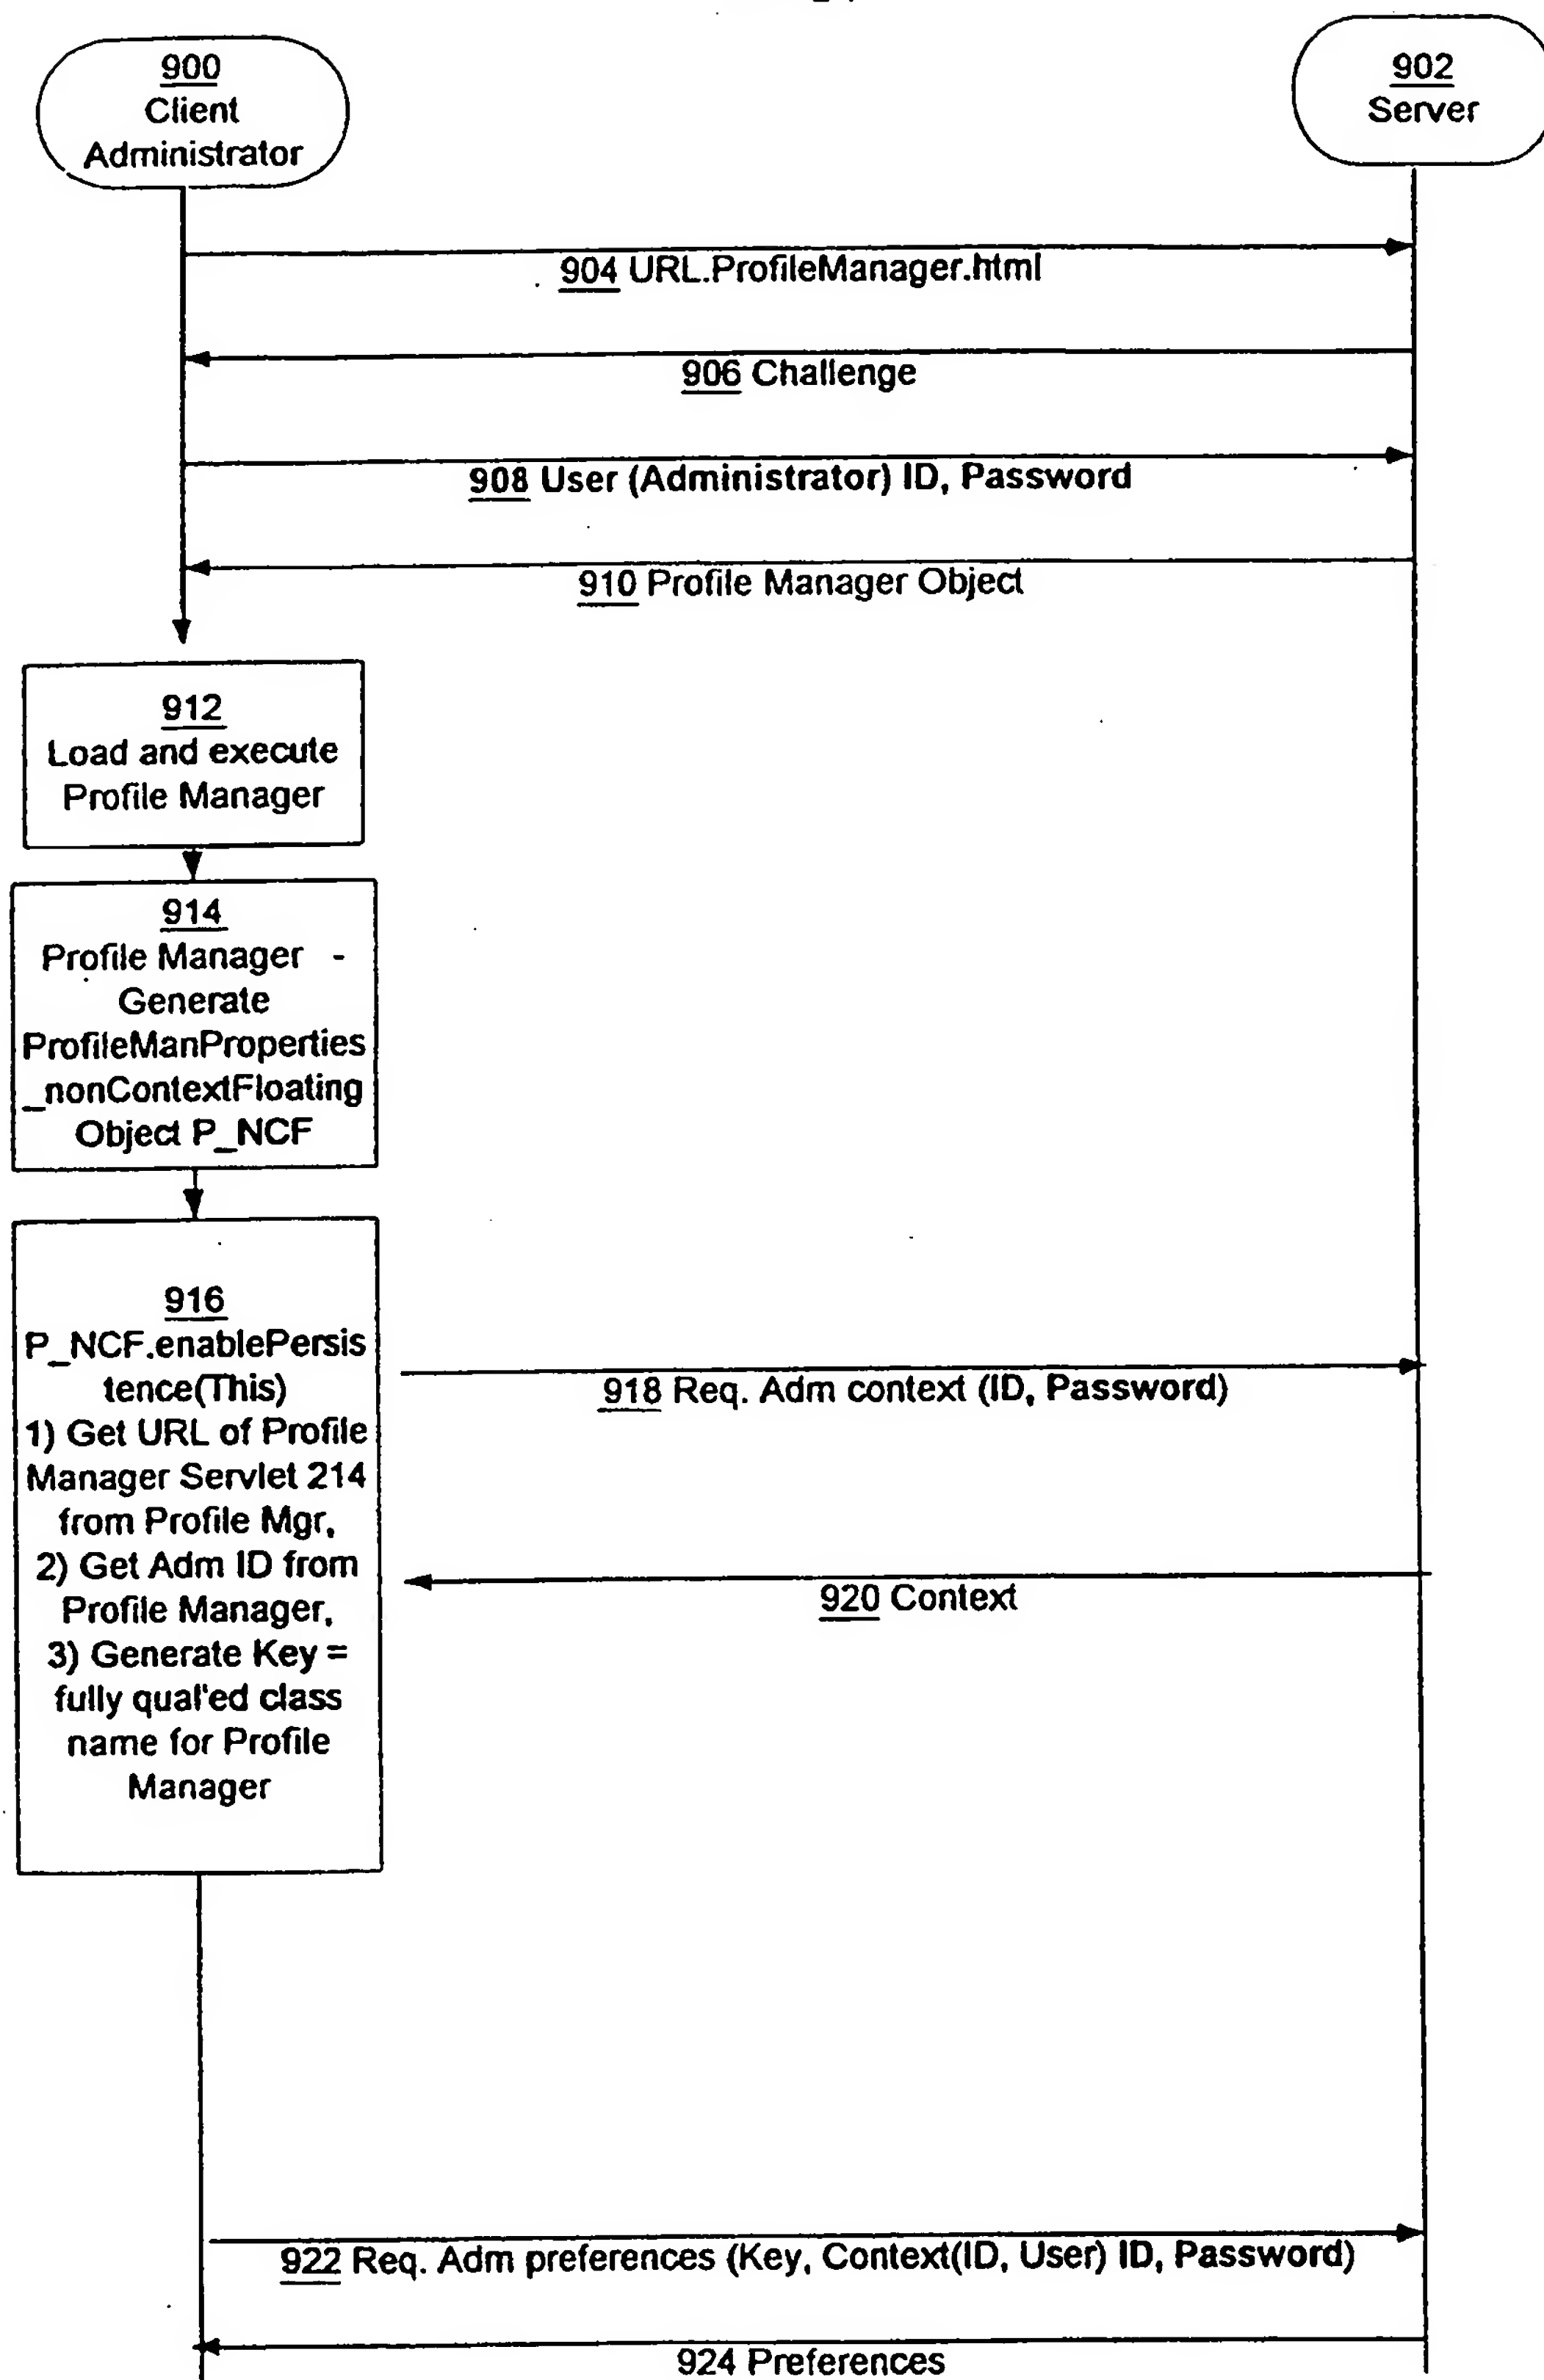 900
Client
Administrator
902
Server
904 URL.ProfileManager.html
906 Challenge
908 User (Administrator) ID, Password
910 Profile Manager Object
912
Load and execute
Profile Manager
914
Profile Manager -
Generate
ProfileManProperties
_nonContextFloating
Object P_NCF
916
P_NCF.enablePersis
tence(This)
1) Get URL of Profile
Manager Servlet 214
from Profile Mgr,
2) Get Adm ID from
Profile Manager,
3) Generate Key =
fully qual'ed class
name for Profile
Manager
918 Req. Adm context (ID, Password)
920 Context
922 Req. Adm preferences (Key, Context(ID, User) ID, Password)
924 Preferences